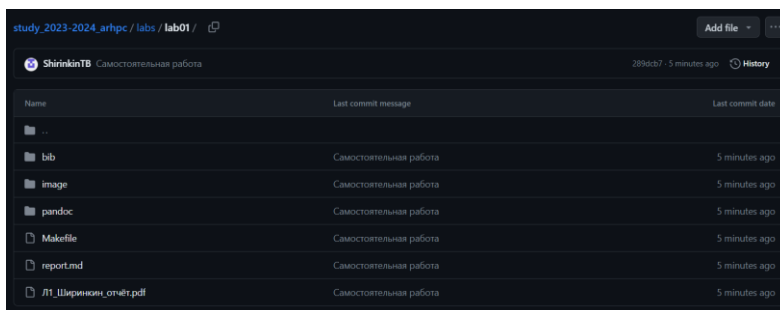 study_2023-2024_arhpc / labs / lab01 / Add file
ShirinkinTB Самостоятельная работа 289dcb7 · 5 minutes ago History
Name Last commit message Last commit date
..
bib Самостоятельная работа 5 minutes ago
image Самостоятельная работа 5 minutes ago
pandoc Самостоятельная работа 5 minutes ago
Makefile Самостоятельная работа 5 minutes ago
report.md Самостоятельная работа 5 minutes ago
Л1_Ширинкин_отчёт.pdf Самостоятельная работа 5 minutes ago